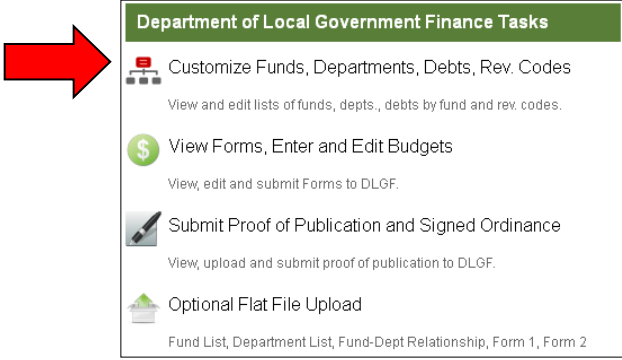 Department of Local Government Finance Tasks
Customize Funds, Departments, Debts, Rev. Codes
View and edit lists of funds, depts., debts by fund and rev. codes.
$
View Forms, Enter and Edit Budgets
View, edit and submit Forms to DLGF.
Submit Proof of Publication and Signed Ordinance
View, upload and submit proof of publication to DLGF.
Optional Flat File Upload
Fund List, Department List, Fund-Dept Relationship, Form 1, Form 2